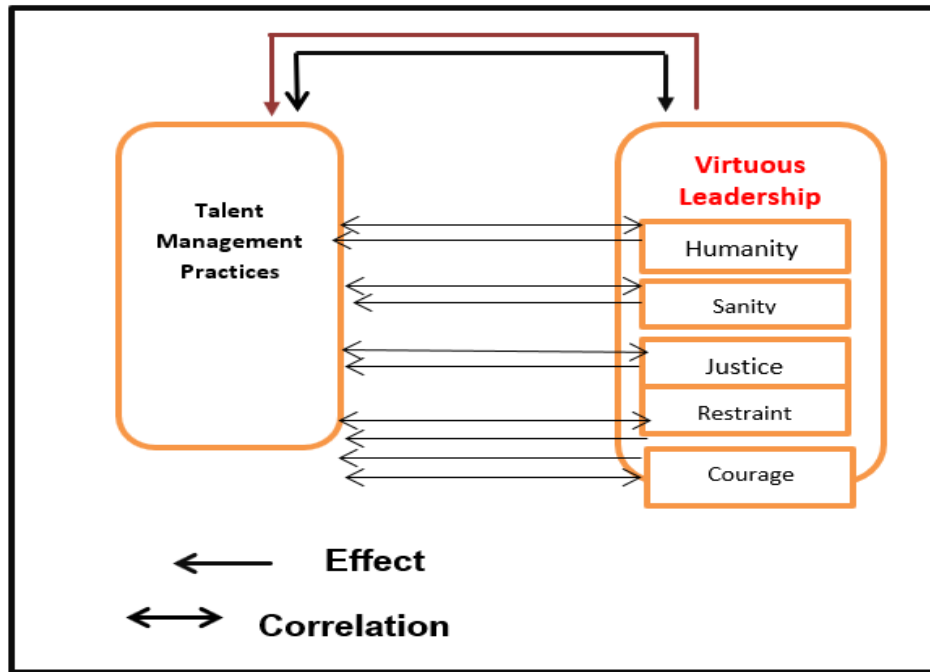 Virtuous
Leadership
Talent
Management
Practices
Humanity
Sanity
Justice
Restraint
Courage
Effect
Correlation